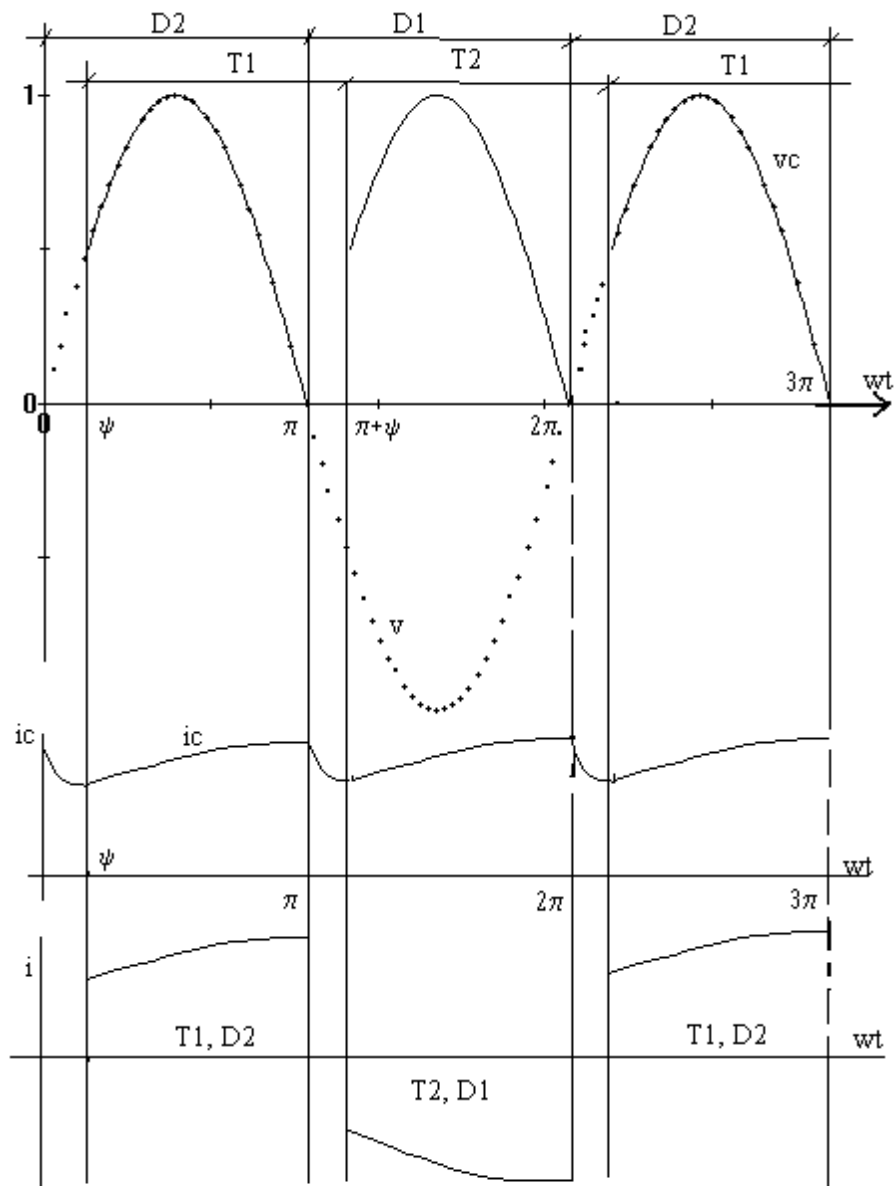 D2 D1 D2
T1 T2 T1
1
vc
0 3π wt
0 ψ π π+ψ 2π.
v
ic ic
ψ wt
π 2π 3π
i
T1, D2 T1, D2 wt
T2, D1